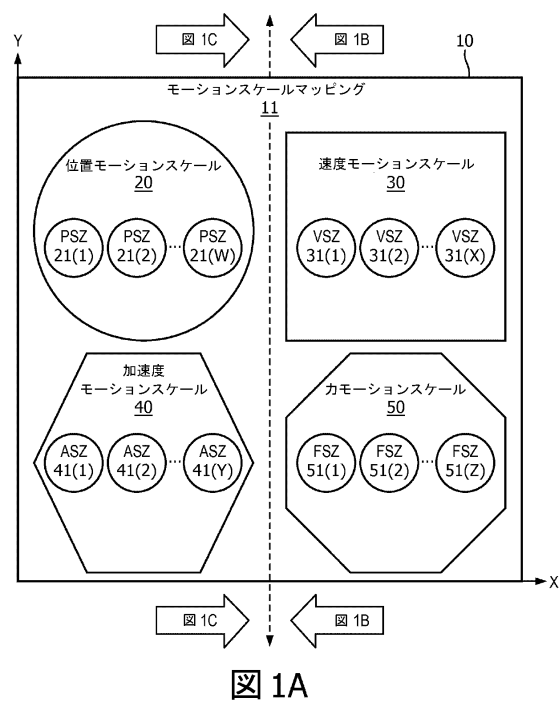 Y
図 1C
図 1B
10
モーションスケールマッピング
11
位置モーションスケール
20
PSZ
21(1)
PSZ
21(2)
...
PSZ
21(W)
速度モーションスケール
30
VSZ
31(1)
VSZ
31(2)
...
VSZ
31(X)
加速度
モーションスケール
40
ASZ
41(1)
ASZ
41(2)
...
ASZ
41(Y)
力モーションスケール
50
FSZ
51(1)
FSZ
51(2)
...
FSZ
51(Z)
X
図 1C
図 1B
図 1A